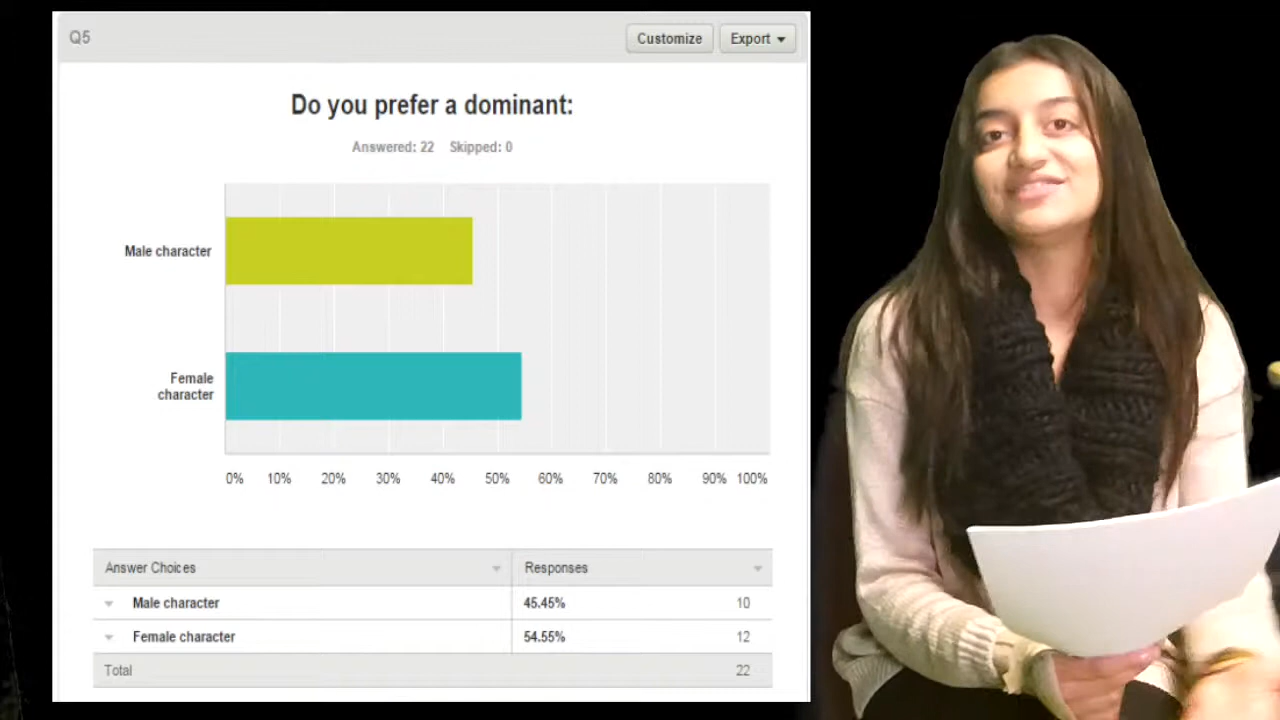 Q5
Customize
Export
Do you prefer a dominant:
Answered: 22 Skipped: 0
Male character
Female
character
0% 10% 20% 30% 40% 50% 60% 70% 80% 90% 100%
Answer Choices Responses
Male character 45.45% 10
Female character 54.55% 12
Total 22